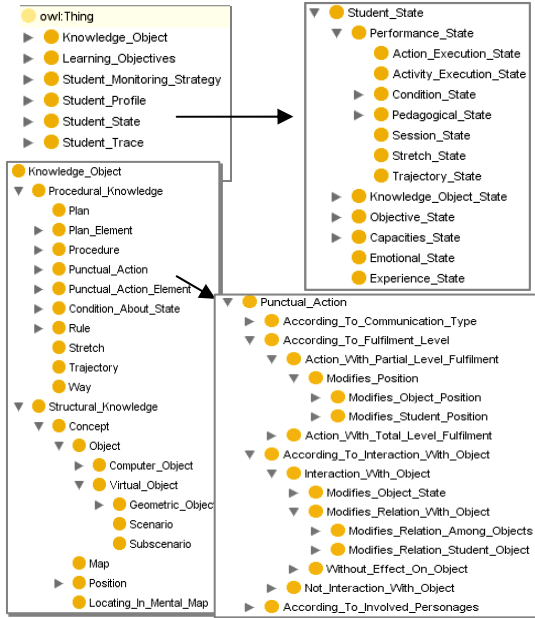 owl:Thing
Knowledge_Object
Learning_Objectives
Student_Monitoring_Strategy
Student_Profile
Student_State
Student_Trace
Student_State
Performance_State
Action_Execution_State
Activity_Execution_State
Condition_State
Pedagogical_State
Session_State
Stretch_State
Trajectory_State
Knowledge_Object_State
Objective_State
Capacities_State
Emotional_State
Experience_State
Knowledge_Object
Procedural_Knowledge
Plan
Plan_Element
Procedure
Punctual_Action
Punctual_Action_Element
Condition_About_State
Rule
Stretch
Trajectory
Way
Structural_Knowledge
Concept
Object
Computer_Object
Virtual_Object
Geometric_Objec
Scenario
Subscenario
Map
Position
Locating_In_Mental_Map
Punctual_Action
According_To_Communication_Type
According_To_Fulfilment_Level
Action_With_Partial_Level_Fulfilment
Modifies_Position
Modifies_Object_Position
Modifies_Student_Position
Action_With_Total_Level_Fulfilment
According_To_Interaction_With_Object
Interaction_With_Object
Modifies_Object_State
Modifies_Relation_With_Object
Modifies_Relation_Among_Objects
Modifies_Relation_Student_Object
Without_Effect_On_Object
Not_Interaction_With_Object
According_To_Involved_Personages